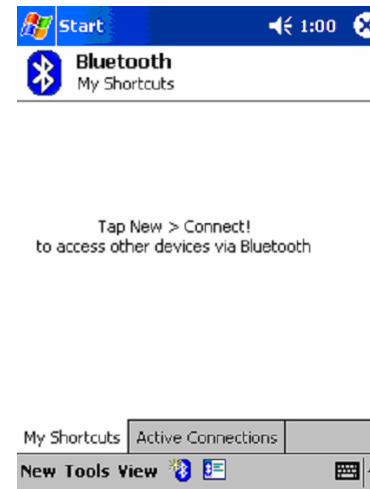 Start 1:00
Bluetooth
My Shortcuts
Tap New > Connect!
to access other devices via Bluetooth
My Shortcuts Active Connections
New Tools View